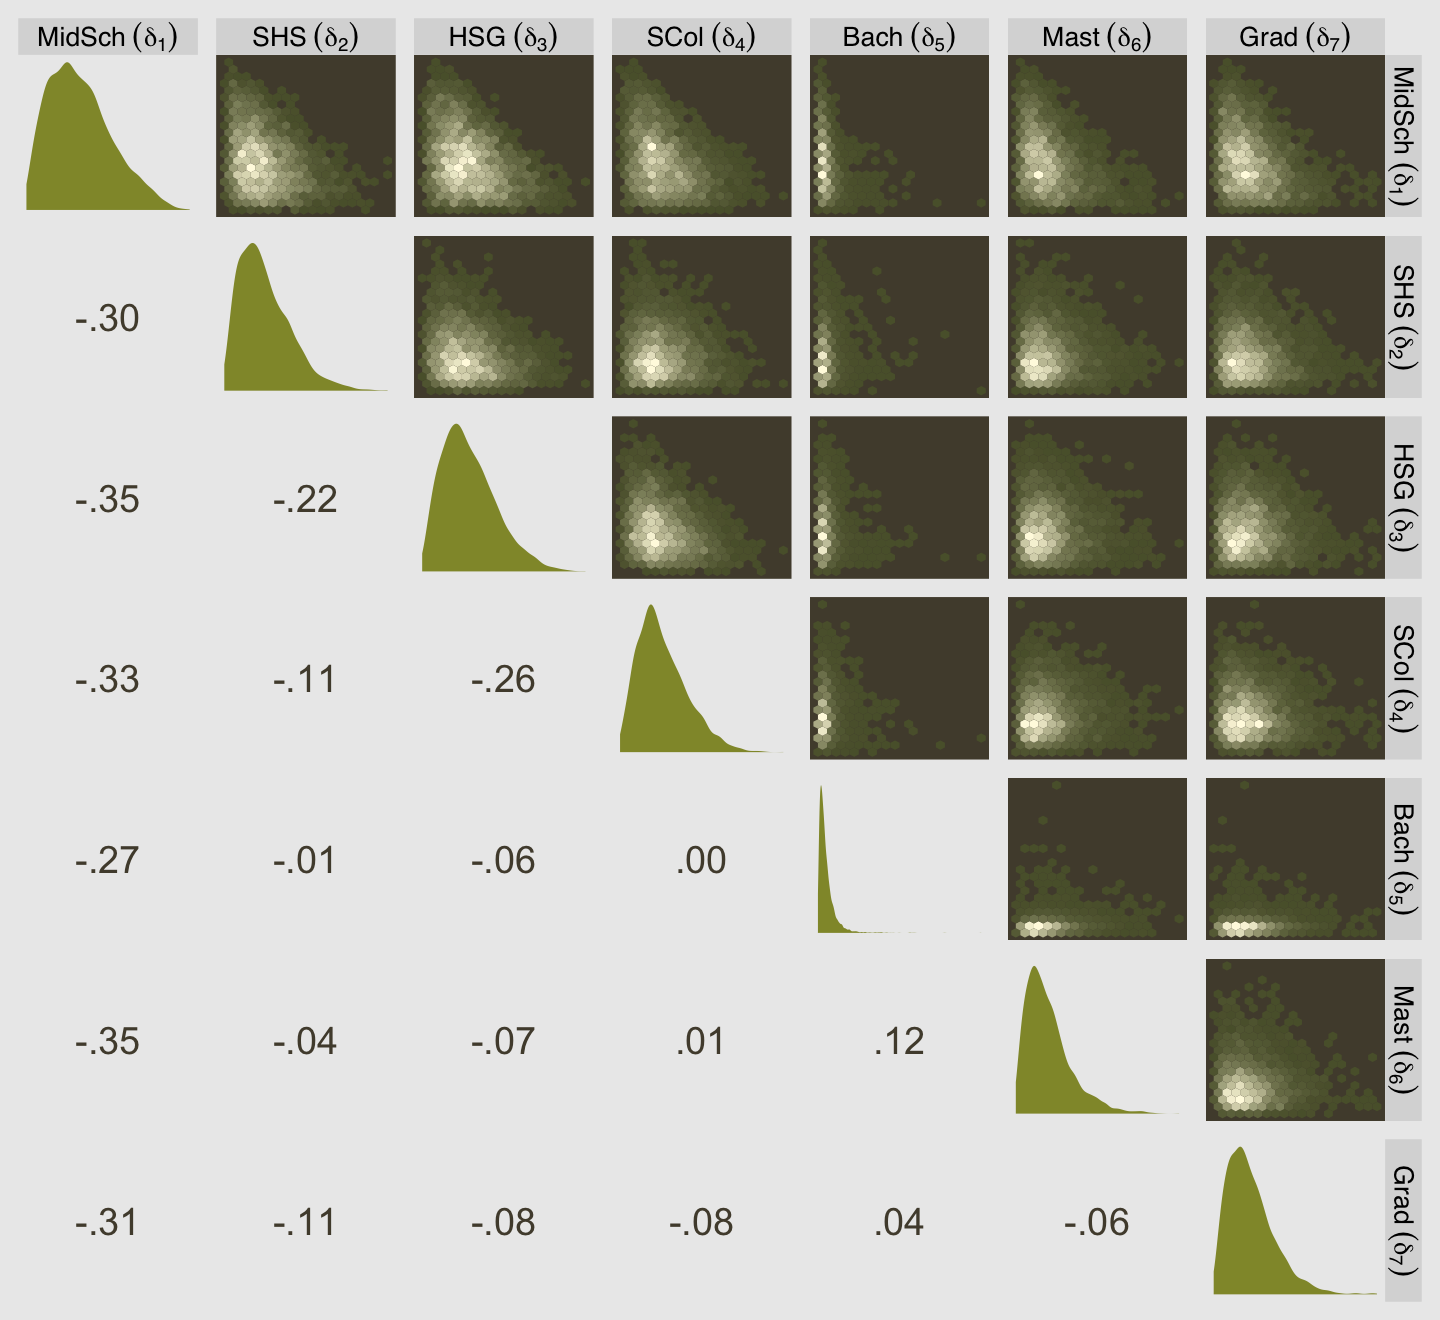 MidSch (δ₁) SHS (δ₂) HSG (δ₃) SCol (δ₄) Bach (δ₅) Mast (δ₆) Grad (δ₇)
MidSch (δ₁)
-.30 SHS (δ₂)
-.35 -.22 HSG (δ₃)
-.33 -.11 -.26 SCol (δ₄)
-.27 -.01 -.06 .00 Bach (δ₅)
-.35 -.04 -.07 .01 .12 Mast (δ₆)
-.31 -.11 -.08 -.08 .04 -.06 Grad (δ₇)